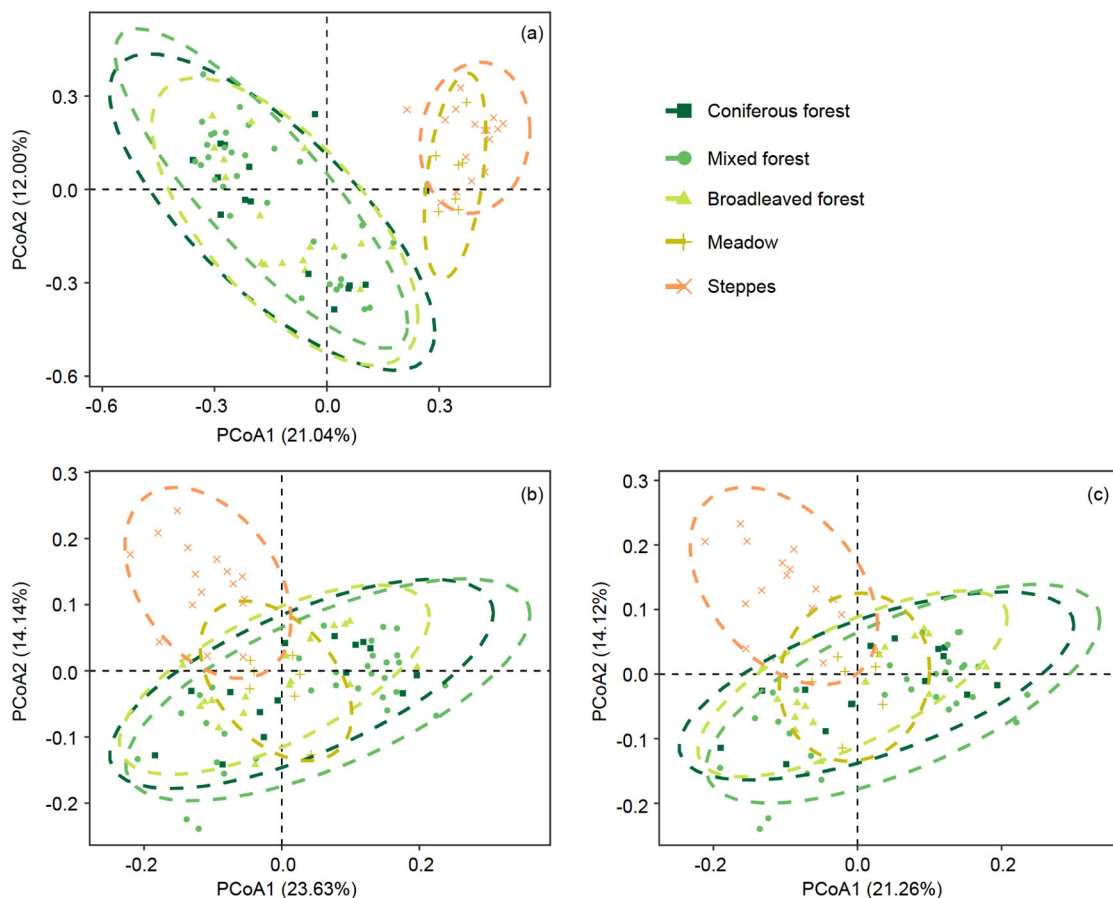 (a)
0.3
0.0
-0.3
-0.6
PCoA2 (12.00%)
-0.6
-0.3
0.0
0.3
PCoA1 (21.04%)
Coniferous forest
Mixed forest
Broadleaved forest
Meadow
Steppes
(b)
0.3
0.2
0.1
0.0
-0.1
-0.2
PCoA2 (14.14%)
-0.2
0.0
0.2
PCoA1 (23.63%)
(c)
0.3
0.2
0.1
0.0
-0.1
-0.2
PCoA2 (14.12%)
-0.2
0.0
0.2
PCoA1 (21.26%)